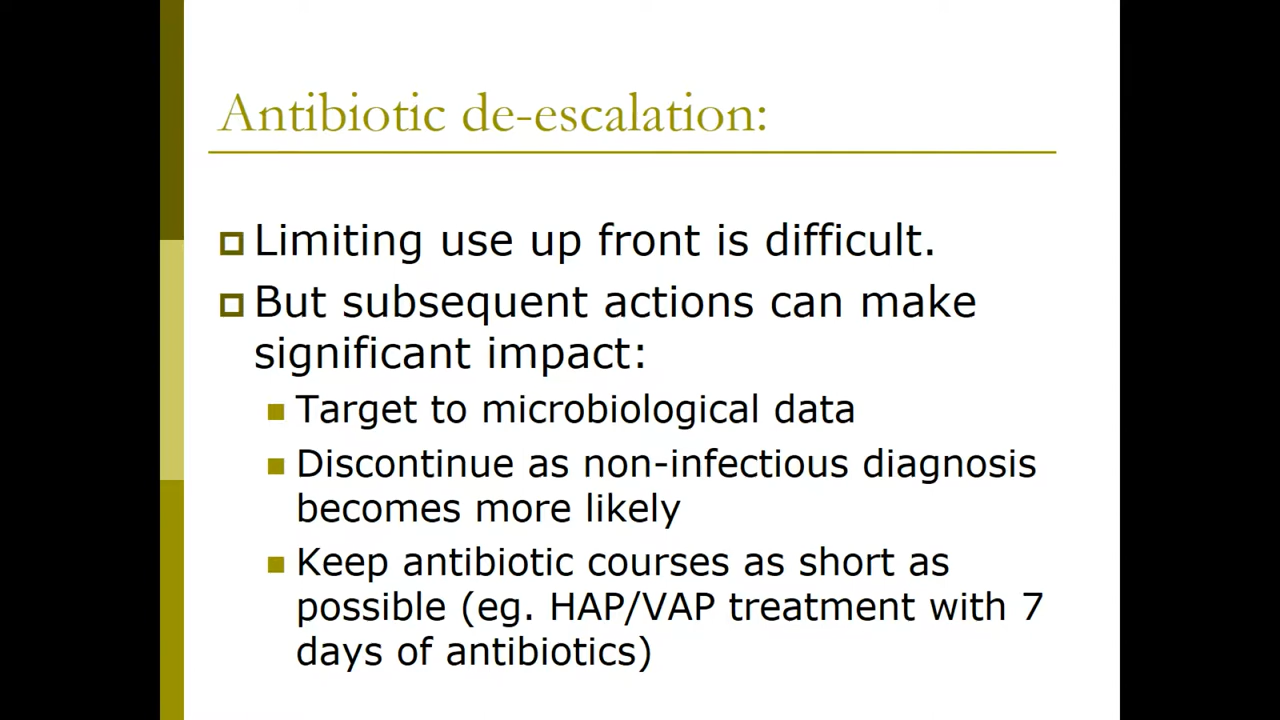 Antibiotic de-escalation:
Limiting use up front is difficult.
But subsequent actions can make
significant impact:
Target to microbiological data
Discontinue as non-infectious diagnosis
becomes more likely
Keep antibiotic courses as short as
possible (eg. HAP/VAP treatment with 7
days of antibiotics)